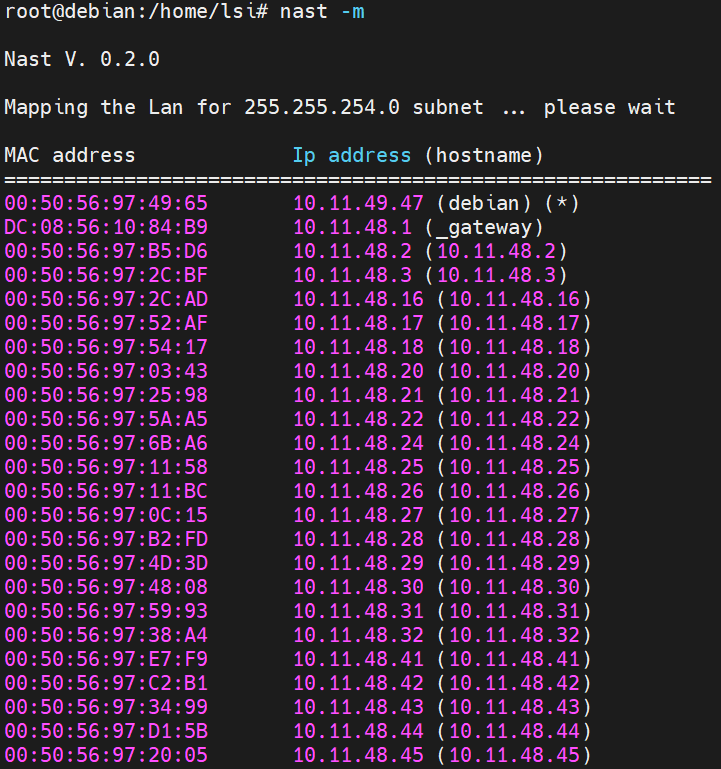 root@debian:/home/lsi# nast -m
Nast V. 0.2.0
Mapping the Lan for 255.255.254.0 subnet ... please wait
MAC address Ip address (hostname)
===========================================================
00:50:56:97:49:65 10.11.49.47 (debian) (*)
DC:08:56:10:84:B9 10.11.48.1 (_gateway)
00:50:56:97:B5:D6 10.11.48.2 (10.11.48.2)
00:50:56:97:2C:BF 10.11.48.3 (10.11.48.3)
00:50:56:97:2C:AD 10.11.48.16 (10.11.48.16)
00:50:56:97:52:AF 10.11.48.17 (10.11.48.17)
00:50:56:97:54:17 10.11.48.18 (10.11.48.18)
00:50:56:97:03:43 10.11.48.20 (10.11.48.20)
00:50:56:97:25:98 10.11.48.21 (10.11.48.21)
00:50:56:97:5A:A5 10.11.48.22 (10.11.48.22)
00:50:56:97:6B:A6 10.11.48.24 (10.11.48.24)
00:50:56:97:11:58 10.11.48.25 (10.11.48.25)
00:50:56:97:11:BC 10.11.48.26 (10.11.48.26)
00:50:56:97:0C:15 10.11.48.27 (10.11.48.27)
00:50:56:97:B2:FD 10.11.48.28 (10.11.48.28)
00:50:56:97:4D:3D 10.11.48.29 (10.11.48.29)
00:50:56:97:48:08 10.11.48.30 (10.11.48.30)
00:50:56:97:59:93 10.11.48.31 (10.11.48.31)
00:50:56:97:38:A4 10.11.48.32 (10.11.48.32)
00:50:56:97:E7:F9 10.11.48.41 (10.11.48.41)
00:50:56:97:C2:B1 10.11.48.42 (10.11.48.42)
00:50:56:97:34:99 10.11.48.43 (10.11.48.43)
00:50:56:97:D1:5B 10.11.48.44 (10.11.48.44)
00:50:56:97:20:05 10.11.48.45 (10.11.48.45)